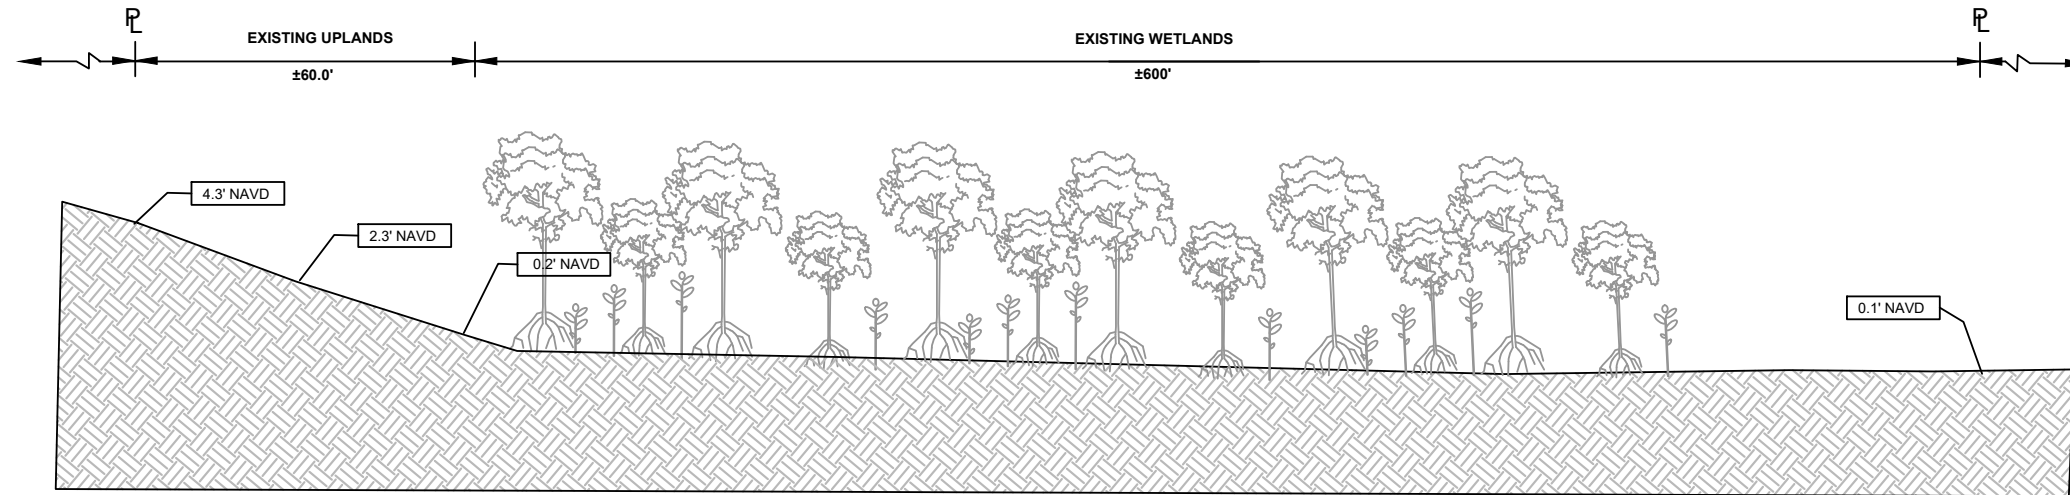 PL
PL
EXISTING UPLANDS
EXISTING WETLANDS
±60.0'
±600'
4.3' NAVD
2.3' NAVD
0.2' NAVD
0.1' NAVD